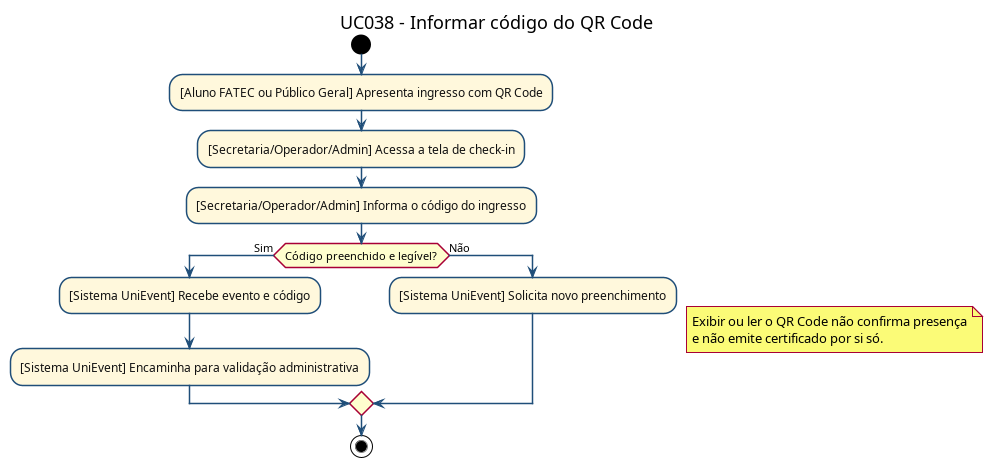 UC038 - Informar código do QR Code
[Aluno FATEC ou Público Geral] Apresenta ingresso com QR Code
[Secretaria/Operador/Admin] Acessa a tela de check-in
[Secretaria/Operador/Admin] Informa o código do ingresso
Sim
Código preenchido e legível?
Não
[Sistema UniEvent] Recebe evento e código
[Sistema UniEvent] Solicita novo preenchimento
Exibir ou ler o QR Code não confirma presença
e não emite certificado por si só.
[Sistema UniEvent] Encaminha para validação administrativa